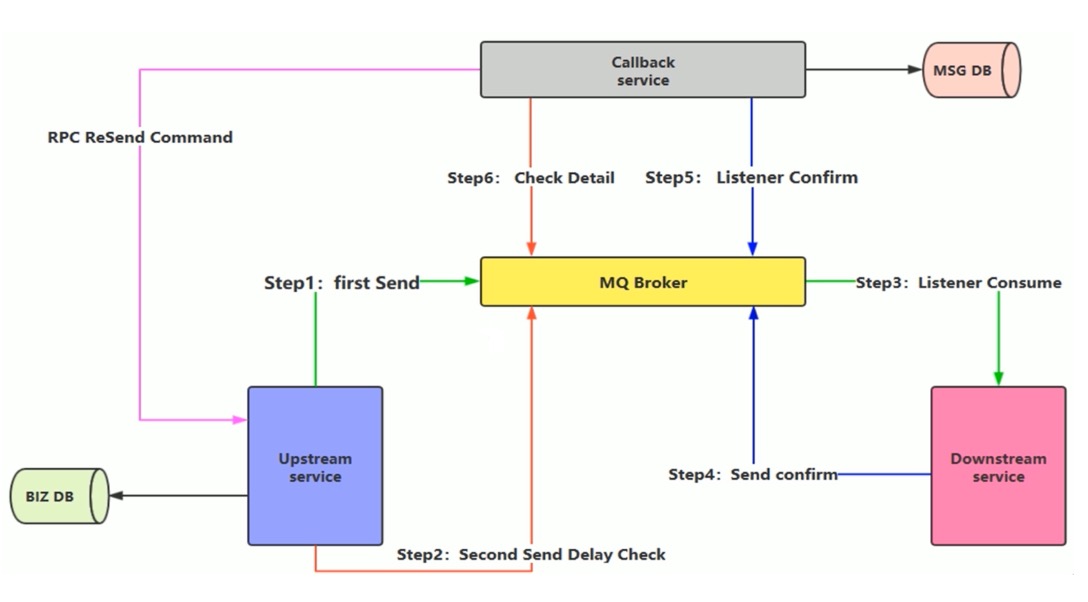 Callback
service
MSG DB
RPC ReSend Command
Step6： Check Detail
Step5： Listener Confirm
Step1：first Send
MQ Broker
Step3：Listener Consume
Upstream
service
Downstream
service
Step4：Send confirm
BIZ DB
Step2：Second Send Delay Check